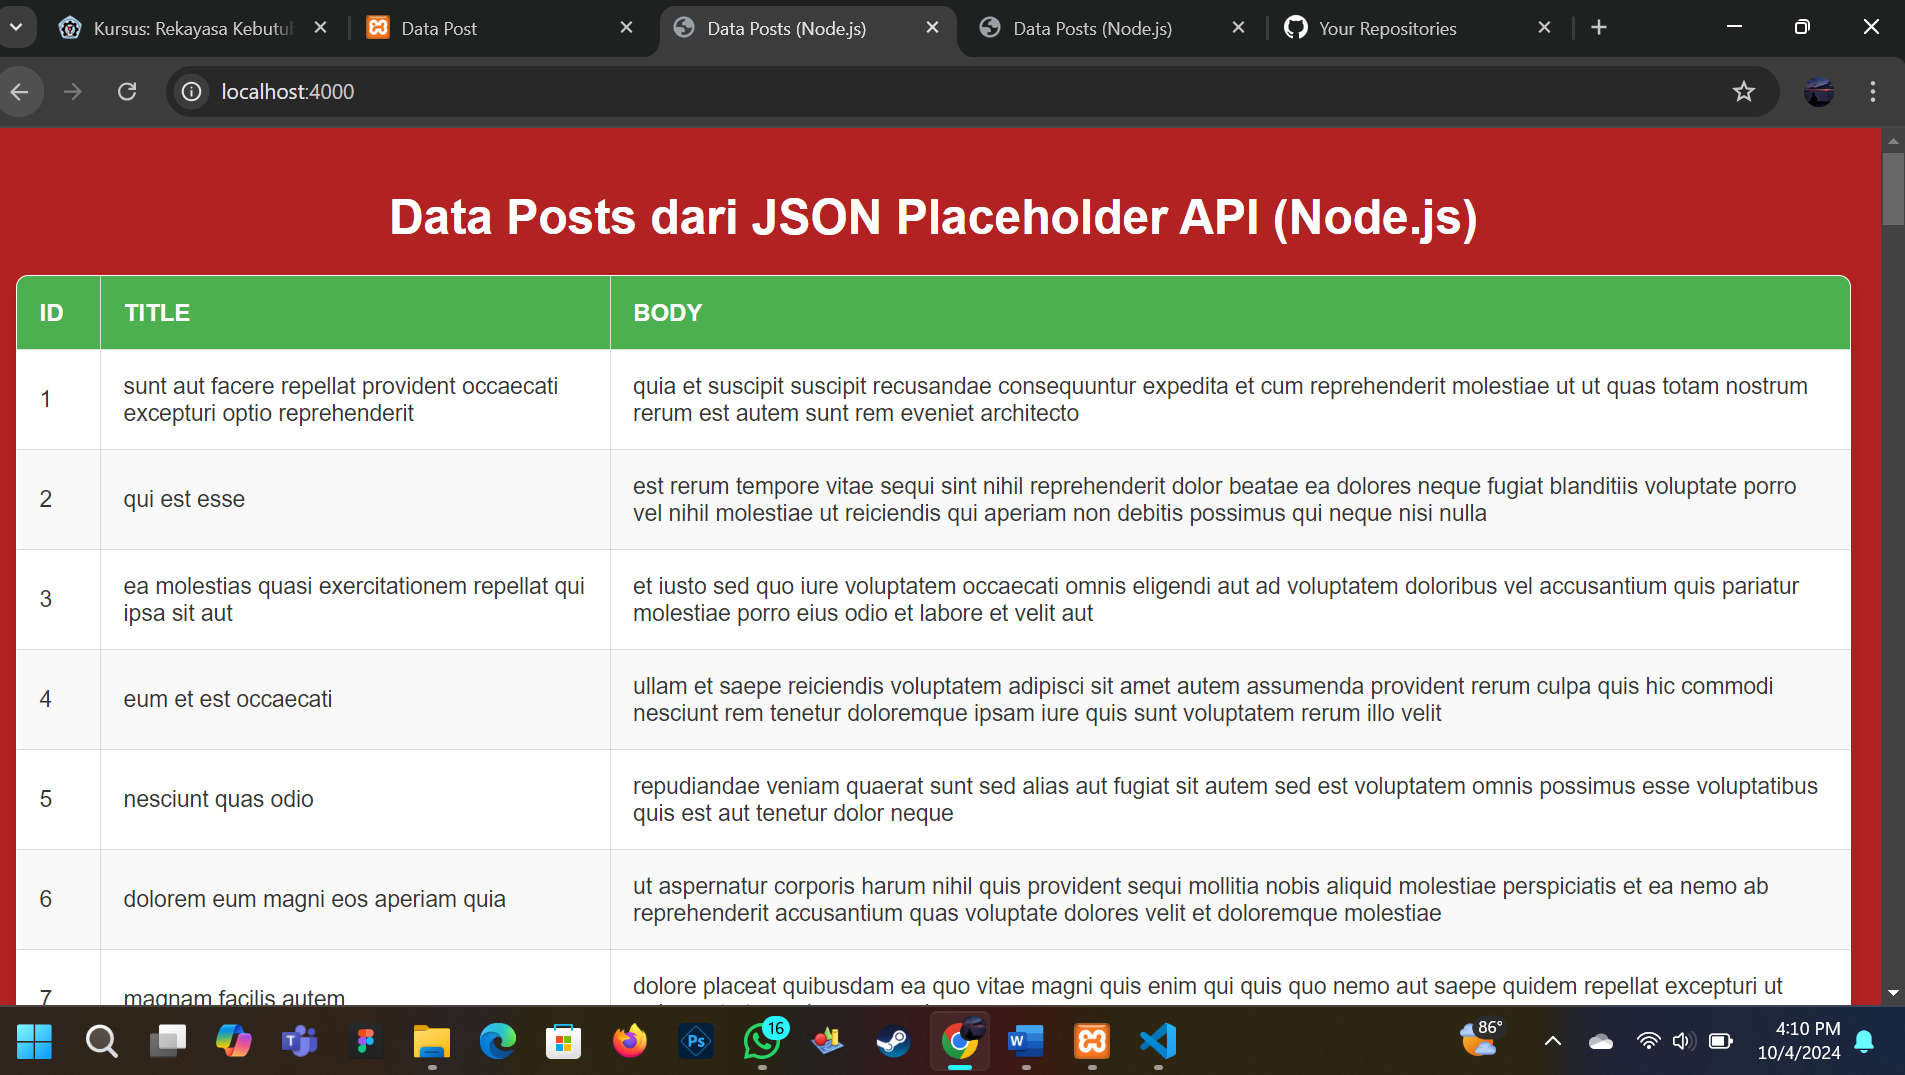 Kursus: Rekayasa Kebutuh
Data Post
Data Posts (Node.js)
Data Posts (Node.js)
Your Repositories
localhost:4000
Data Posts dari JSON Placeholder API (Node.js)
ID TITLE BODY
1
sunt aut facere repellat provident occaecati
excepturi optio reprehenderit
quia et suscipit suscipit recusandae consequuntur expedita et cum reprehenderit molestiae ut ut quas totam nostrum
rerum est autem sunt rem eveniet architecto
2
qui est esse
est rerum tempore vitae sequi sint nihil reprehenderit dolor beatae ea dolores neque fugiat blanditiis voluptate porro
vel nihil molestiae ut reiciendis qui aperiam non debitis possimus qui neque nisi nulla
3
ea molestias quasi exercitationem repellat qui
ipsa sit aut
et iusto sed quo iure voluptatem occaecati omnis eligendi aut ad voluptatem doloribus vel accusantium quis pariatur
molestiae porro eius odio et labore et velit aut
4
eum et est occaecati
ullam et saepe reiciendis voluptatem adipisci sit amet autem assumenda provident rerum culpa quis hic commodi
nesciunt rem tenetur doloremque ipsam iure quis sunt voluptatem rerum illo velit
5
nesciunt quas odio
repudiandae veniam quaerat sunt sed alias aut fugiat sit autem sed est voluptatem omnis possimus esse voluptatibus
quis est aut tenetur dolor neque
6
dolorem eum magni eos aperiam quia
ut aspernatur corporis harum nihil quis provident sequi mollitia nobis aliquid molestiae perspiciatis et ea nemo ab
reprehenderit accusantium quas voluptate dolores velit et doloremque molestiae
7
magnam facilis autem
dolore placeat quibusdam ea quo vitae magni quis enim qui quis quo nemo aut saepe quidem repellat excepturi ut
Ps
16
W
86°
4:10 PM
10/4/2024